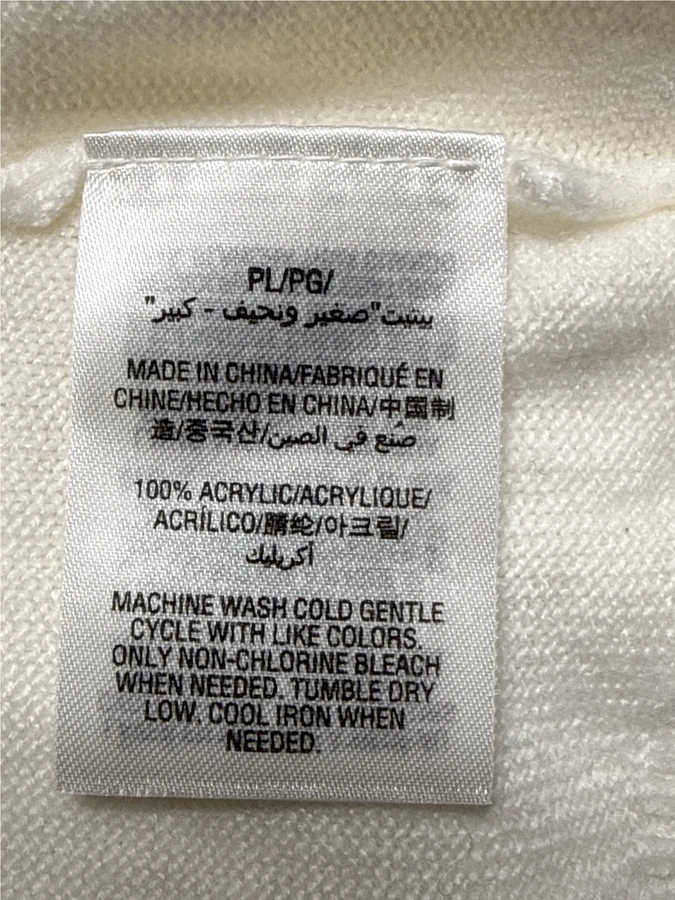 PL/PG/
بيتيت"صغير ونحيف - كبير"
MADE IN CHINA/FABRIQUÉ EN
CHINE/HECHO EN CHINA/中国制
造/중국산/صُنع في الصين
100% ACRYLIC/ACRYLIQUE/
ACRÍLICO/腈纶/아크릴/
أكريليك
MACHINE WASH COLD GENTLE
CYCLE WITH LIKE COLORS.
ONLY NON-CHLORINE BLEACH
WHEN NEEDED. TUMBLE DRY
LOW. COOL IRON WHEN
NEEDED.